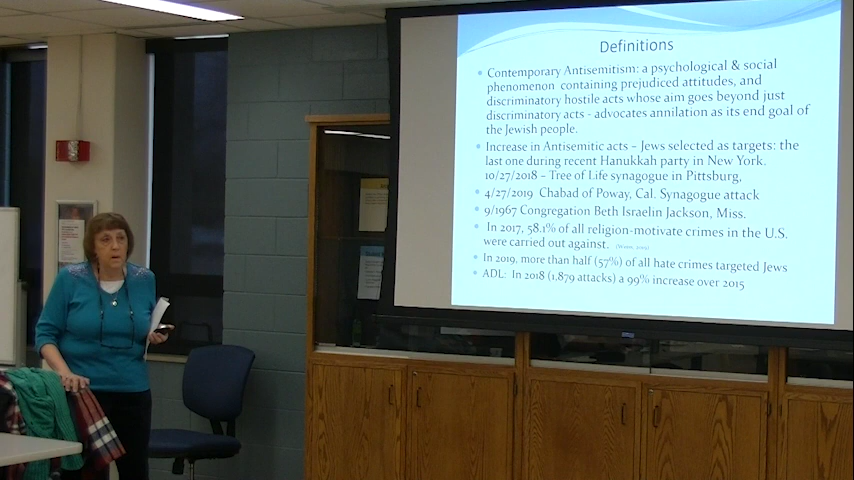 Definitions
Contemporary Antisemitism: a psychological & social
phenomenon containing prejudiced attitudes, and
discriminatory hostile acts whose aim goes beyond just
discriminatory acts - advocates annilation as its end goal of
the Jewish people.
Increase in Antisemitic acts – Jews selected as targets: the
last one during recent Hanukkah party in New York.
10/27/2018 – Tree of Life synagogue in Pittsburg,
4/27/2019 Chabad of Poway, Cal. Synagogue attack
9/1967 Congregation Beth Israelin Jackson, Miss.
In 2017, 58.1% of all religion-motivate crimes in the U.S.
were carried out against.
In 2019, more than half (57%) of all hate crimes targeted Jews
ADL: In 2018 (1,879 attacks) a 99% increase over 2015